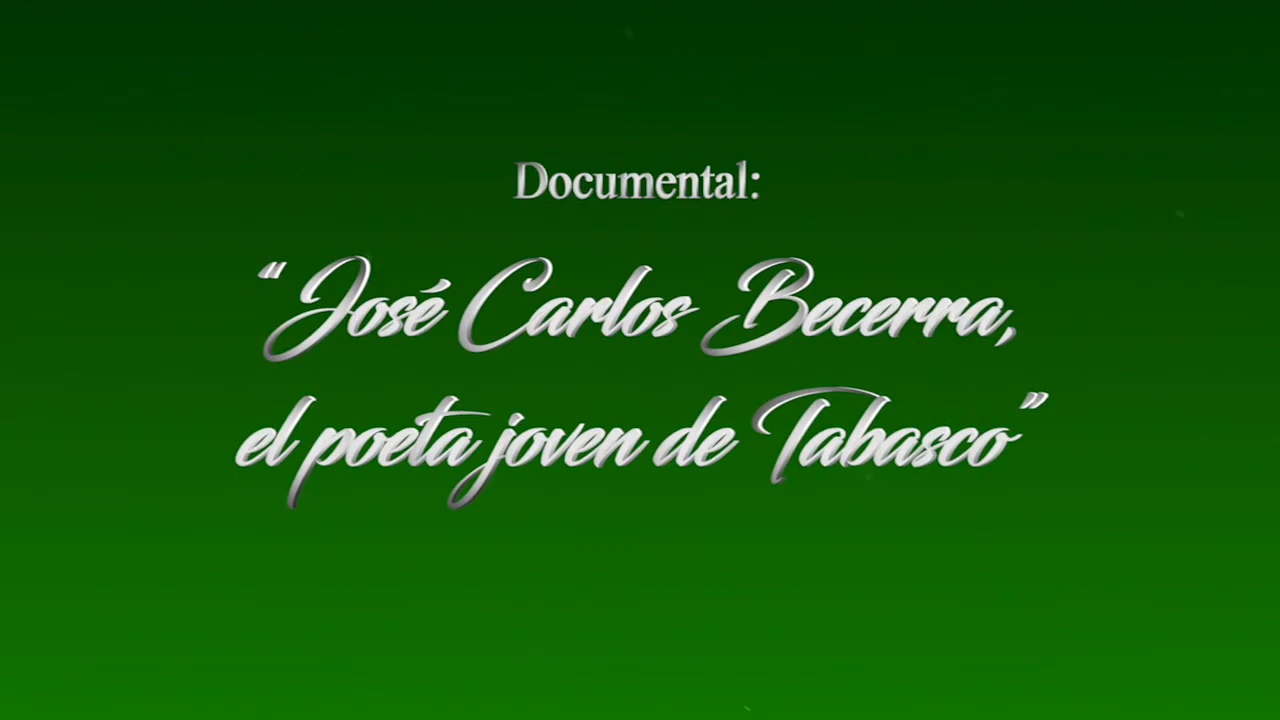 Documental:
“José Carlos Becerra,
el poeta joven de Tabasco”